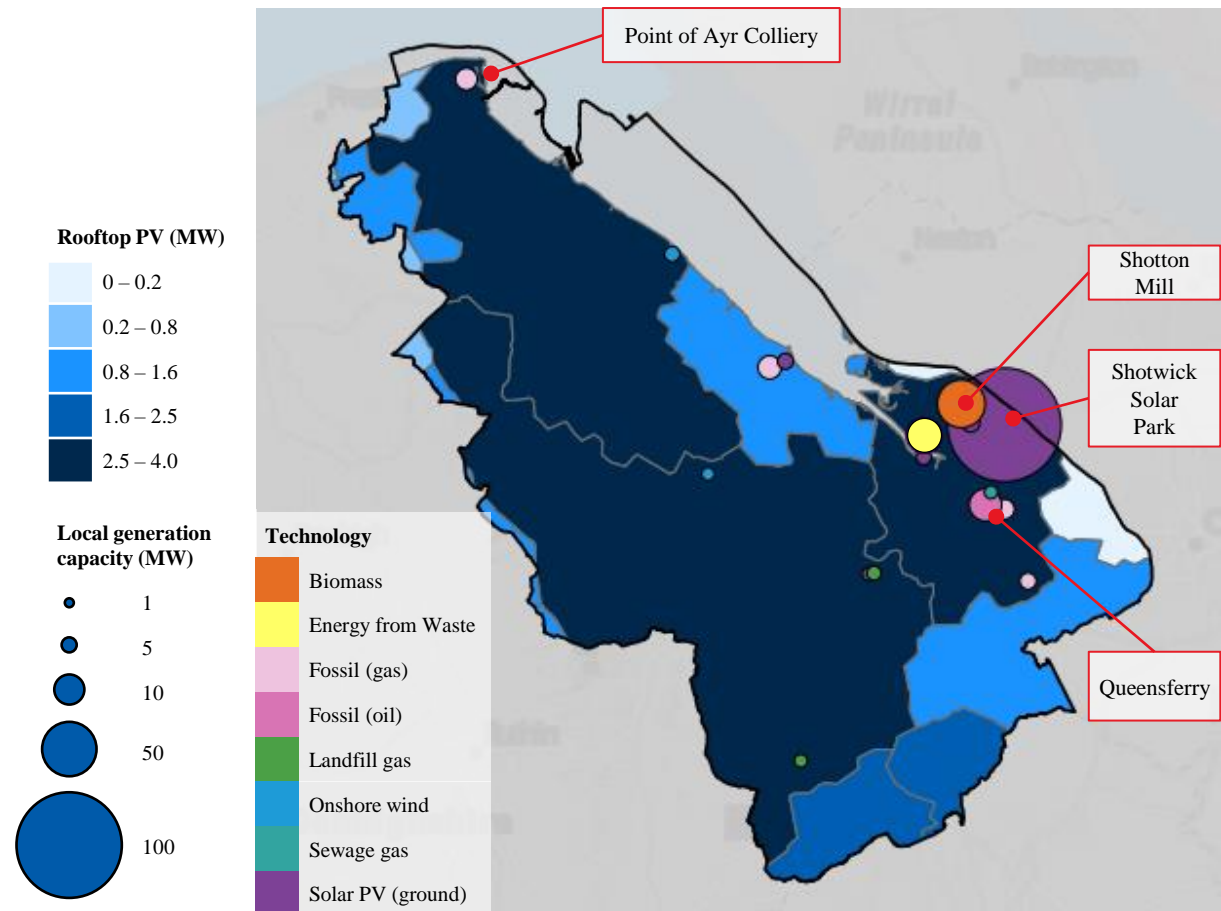 Point of Ayr Colliery
Wirral
Peninsula
Neston
Rooftop PV (MW)
0 – 0.2
0.2 – 0.8
0.8 – 1.6
1.6 – 2.5
2.5 – 4.0
Shotton
Mill
Shotwick
Solar
Park
Queensferry
Local generation
capacity (MW)
1
5
10
50
100
Technology
Biomass
Energy from Waste
Fossil (gas)
Fossil (oil)
Landfill gas
Onshore wind
Sewage gas
Solar PV (ground)